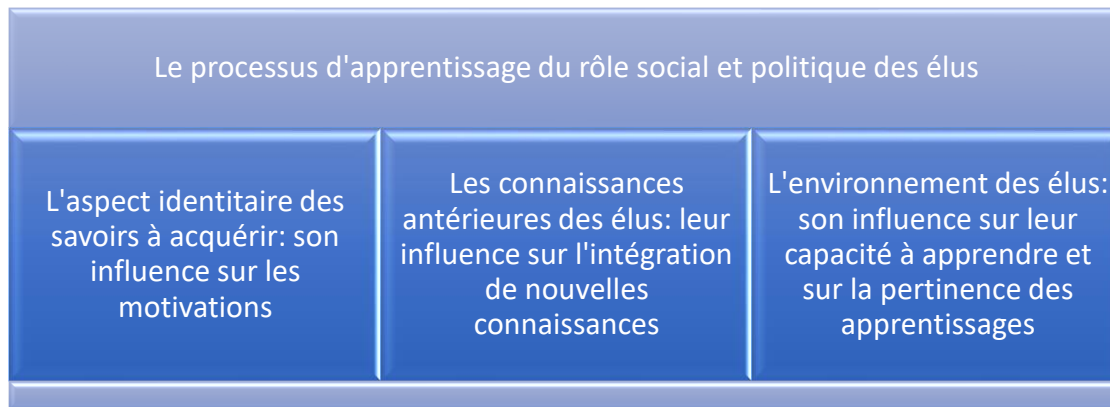 Le processus d'apprentissage du rôle social et politique des élus
L'aspect identitaire des
savoirs à acquérir: son
influence sur les
motivations
Les connaissances
antérieures des élus: leur
influence sur l'intégration
de nouvelles
connaissances
L'environnement des élus:
son influence sur leur
capacité à apprendre et
sur la pertinence des
apprentissages